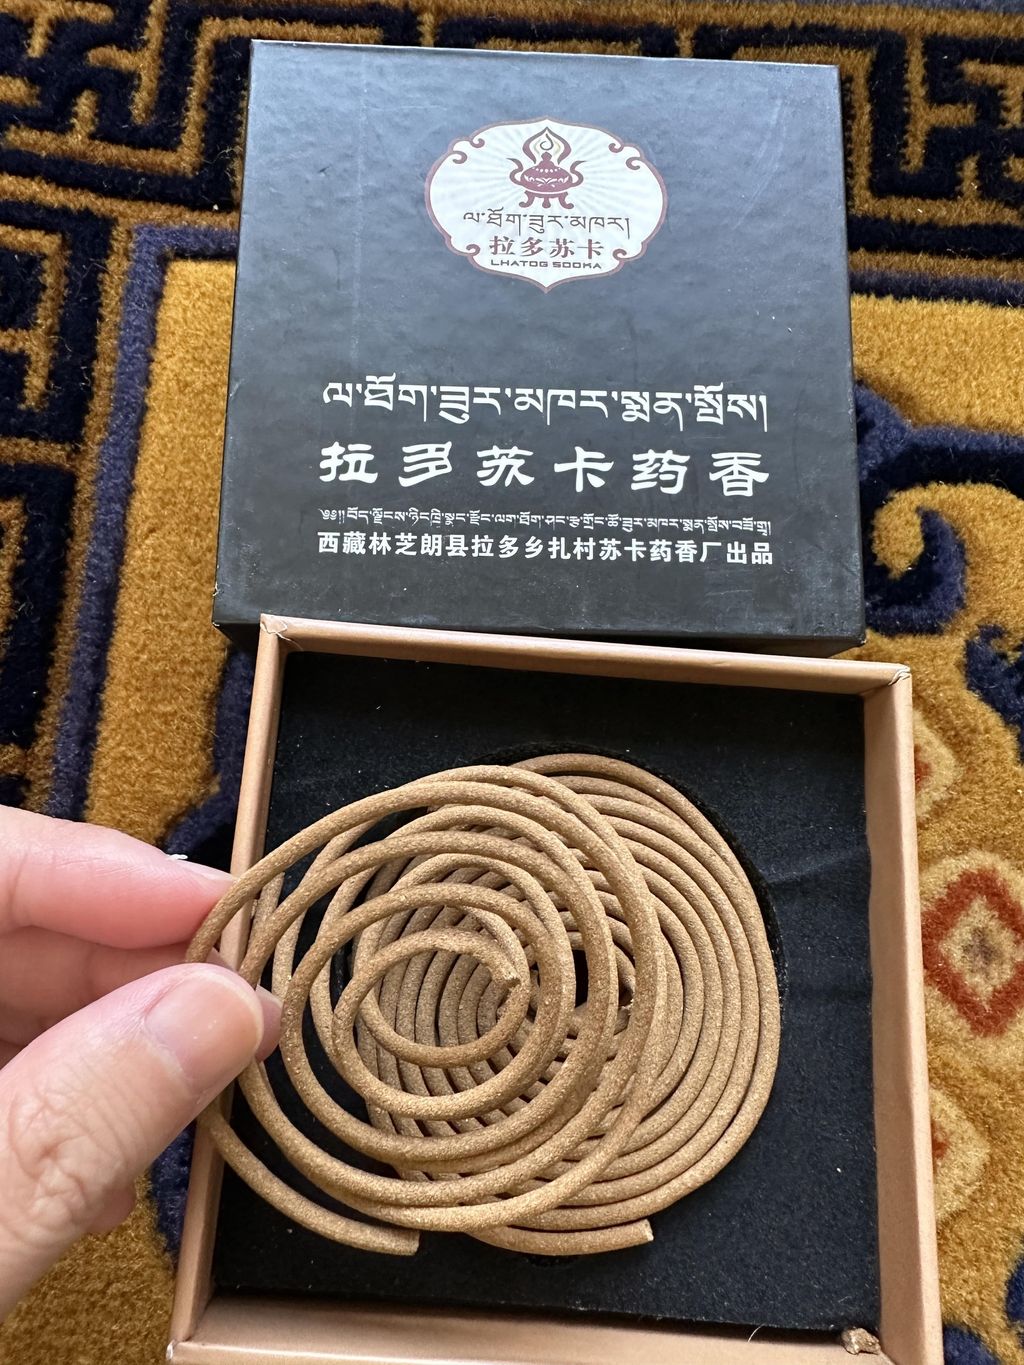 ལ་ཐོག་ཟུར་མཁར།
拉多苏卡
LHATOG SOOKA
ལ་ཐོག་ཟུར་མཁར་སྨན་སྤོས།
拉多苏卡药香
西藏林芝朗县拉多乡扎村苏卡药香厂出品